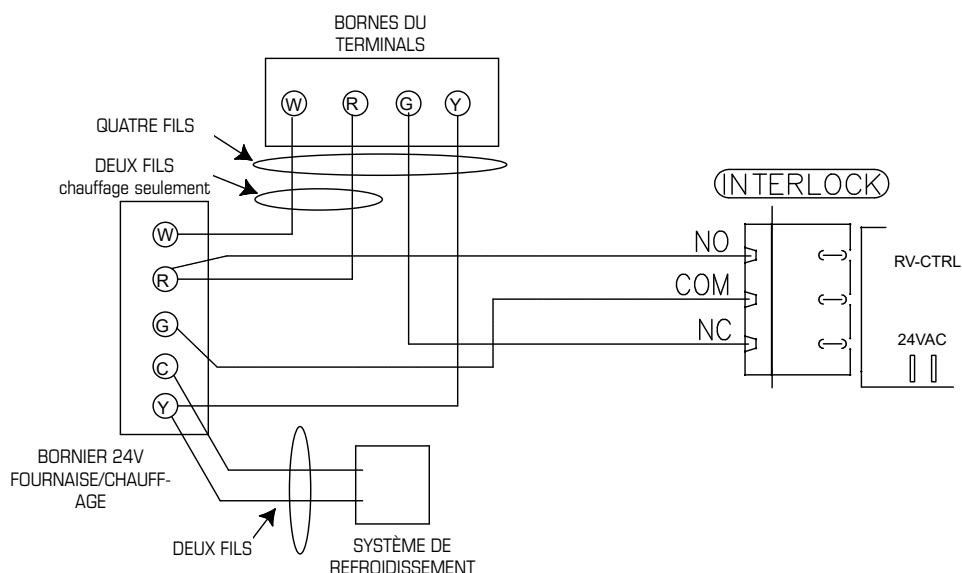 BORNES DU
TERMINALS
W R G Y
QUATRE FILS
DEUX FILS
chauffage seulement
INTERLOCK
W
R
G
C
Y
NO
COM
NC
RV-CTRL
24VAC
BORNIER 24V
FOURNAISE/CHAUFF-
AGE
DEUX FILS
SYSTÈME DE
REFROIDISSEMENT